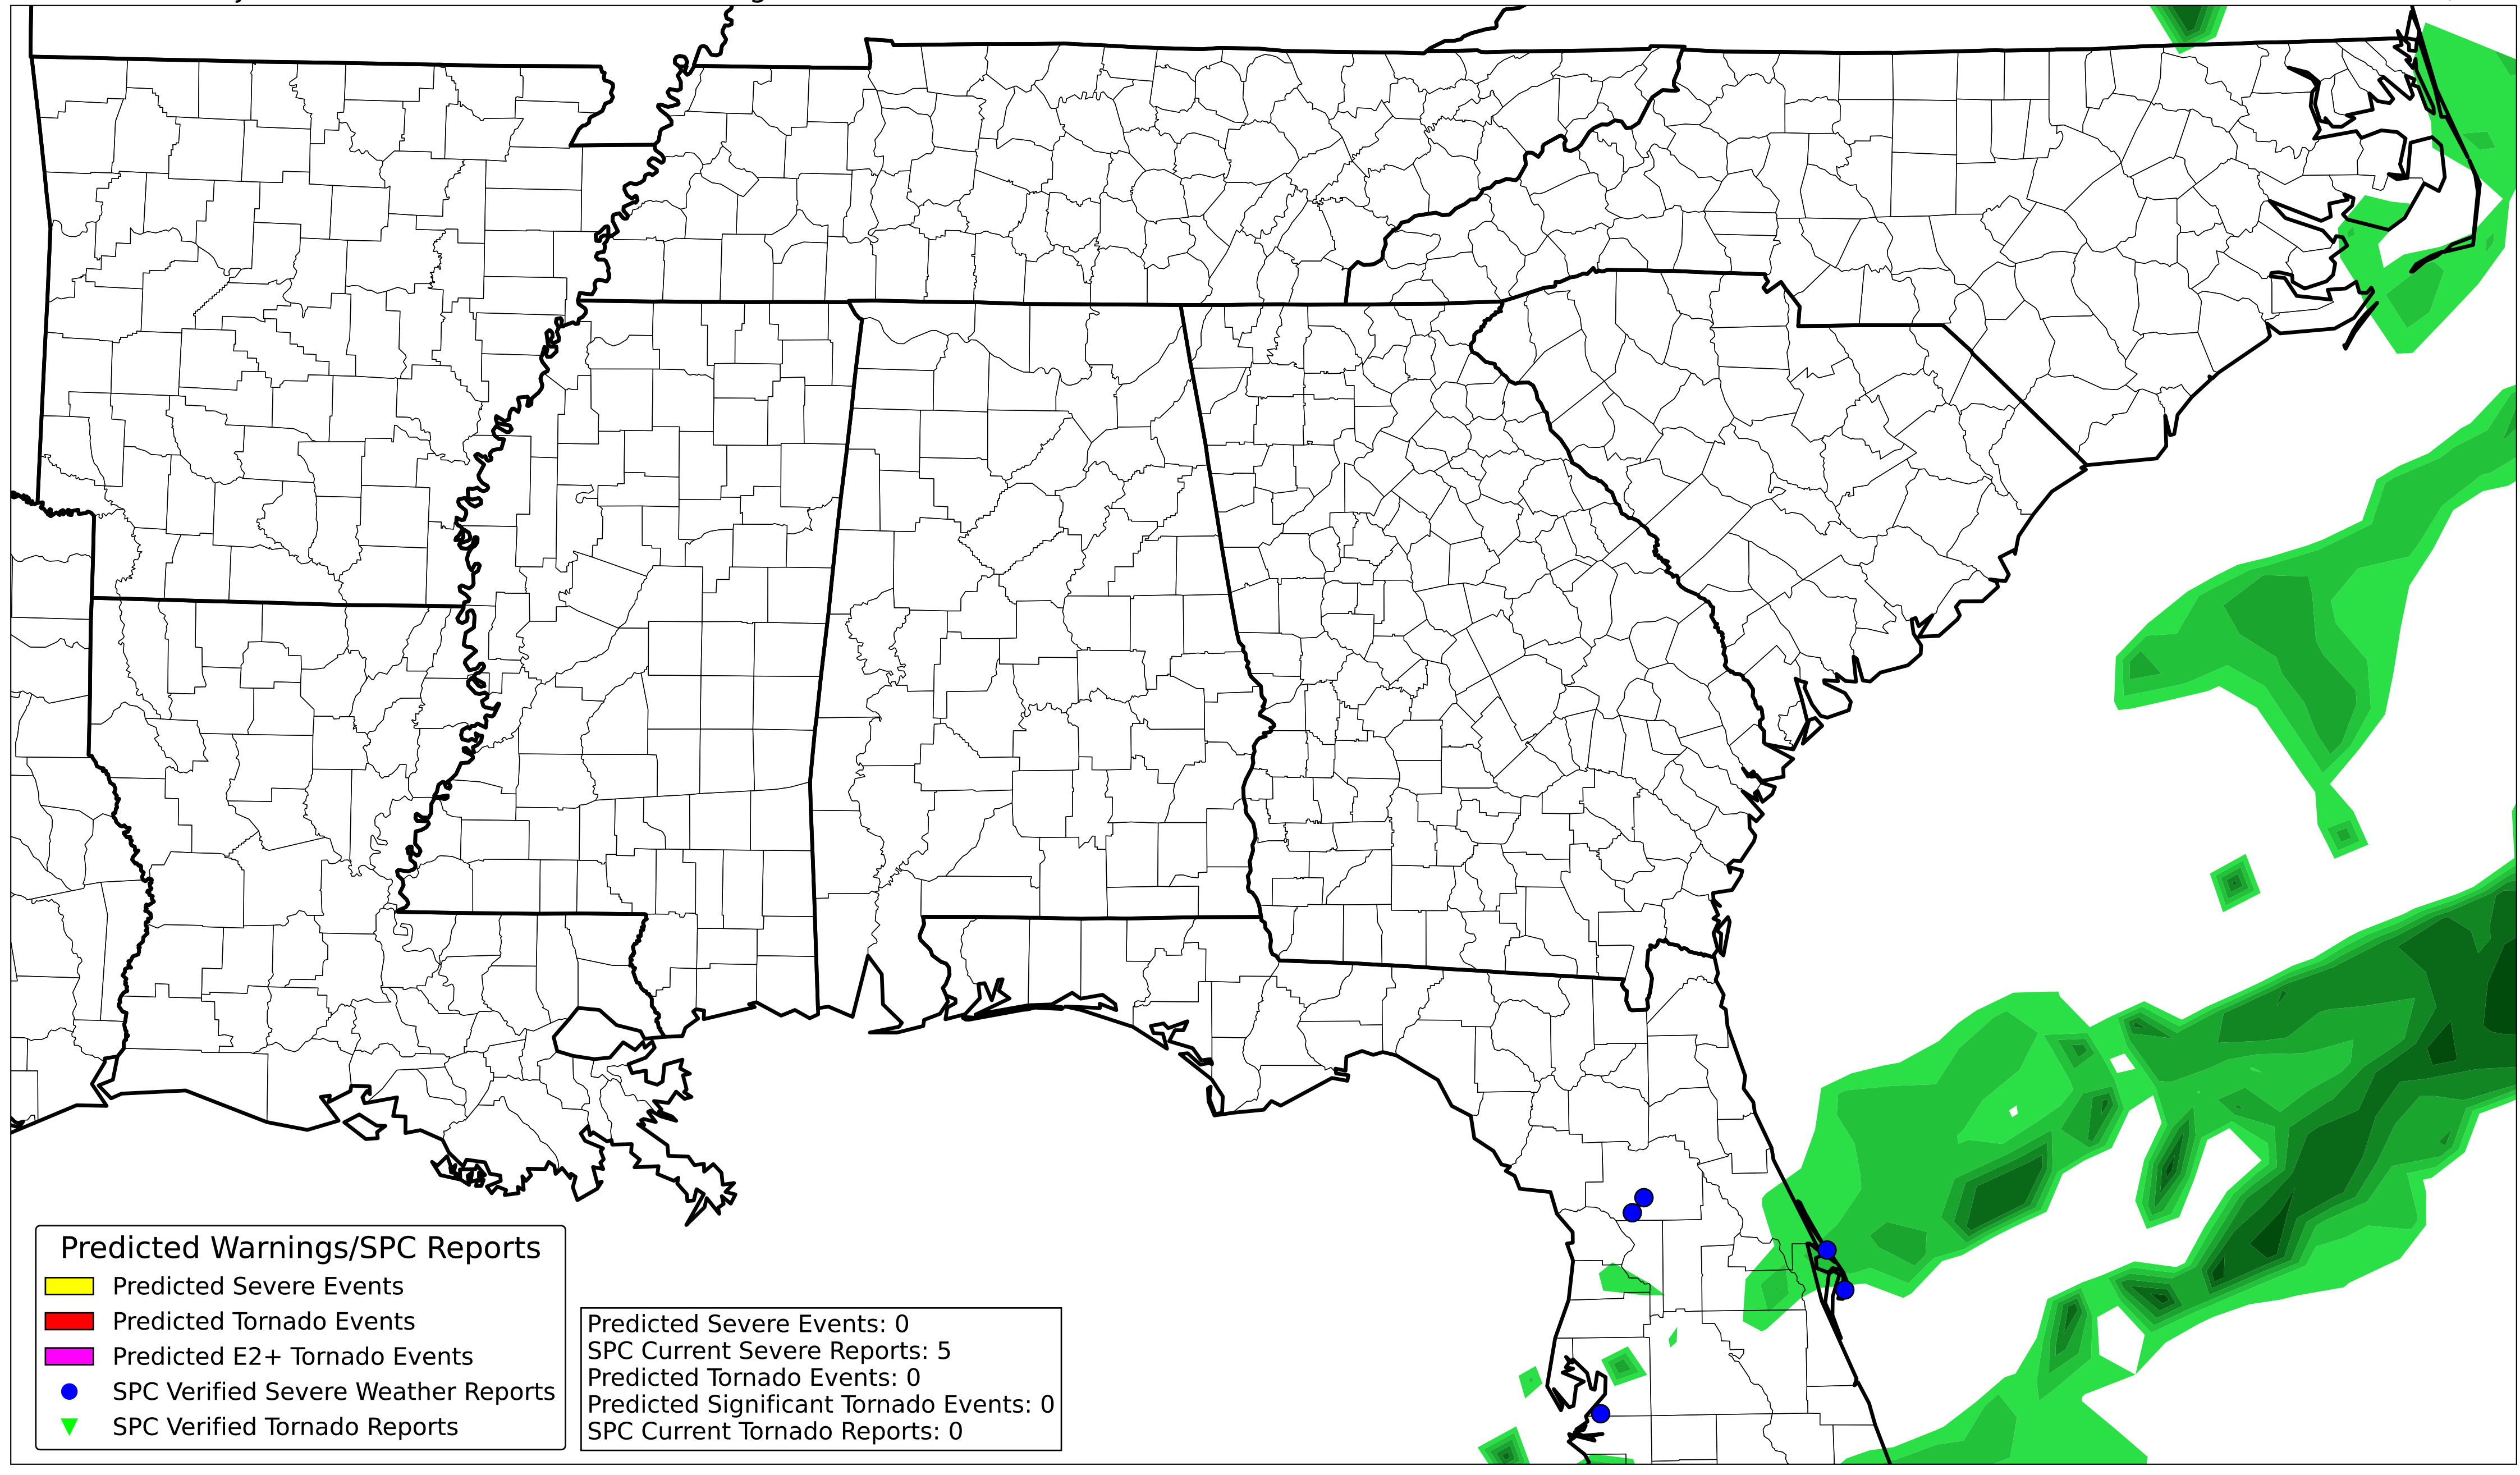 Predicted Warnings/SPC Reports
Predicted Severe Events
Predicted Tornado Events
Predicted E2+ Tornado Events
SPC Verified Severe Weather Reports
SPC Verified Tornado Reports
Predicted Severe Events: 0
SPC Current Severe Reports: 5
Predicted Tornado Events: 0
Predicted Significant Tornado Events: 0
SPC Current Tornado Reports: 0